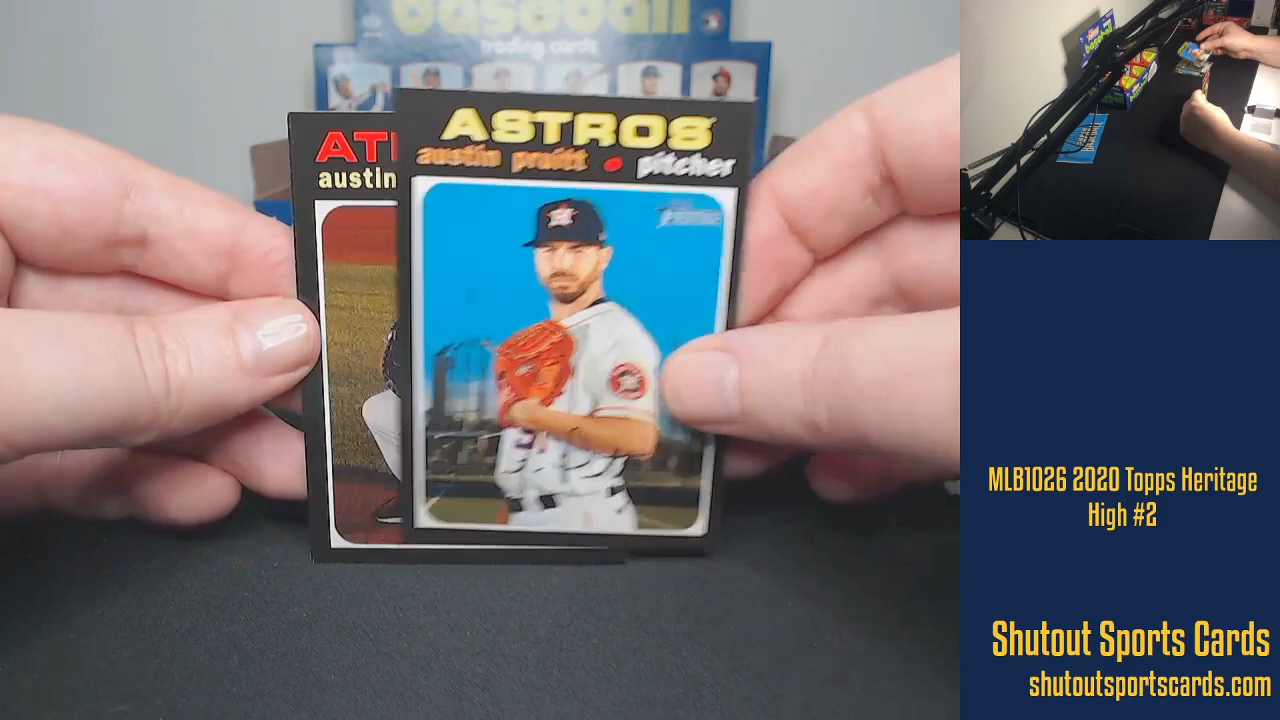 baseball
trading cards
ASTROS
austin pruitt • pitcher
austin
MLB1026 2020 Topps Heritage
High #2
Shutout Sports Cards
shutoutsportscards.com